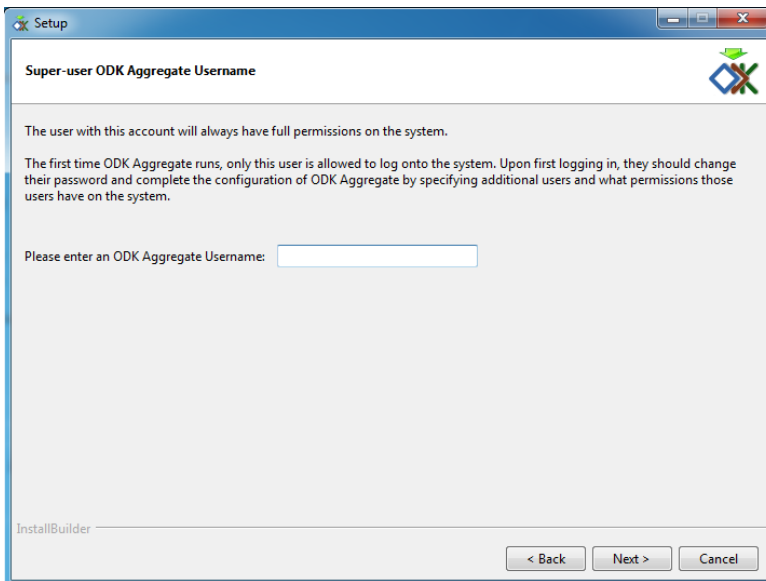 Setup
Super-user ODK Aggregate Username
The user with this account will always have full permissions on the system.
The first time ODK Aggregate runs, only this user is allowed to log onto the system. Upon first logging in, they should change
their password and complete the configuration of ODK Aggregate by specifying additional users and what permissions those
users have on the system.
Please enter an ODK Aggregate Username:
InstallBuilder
< Back
Next >
Cancel